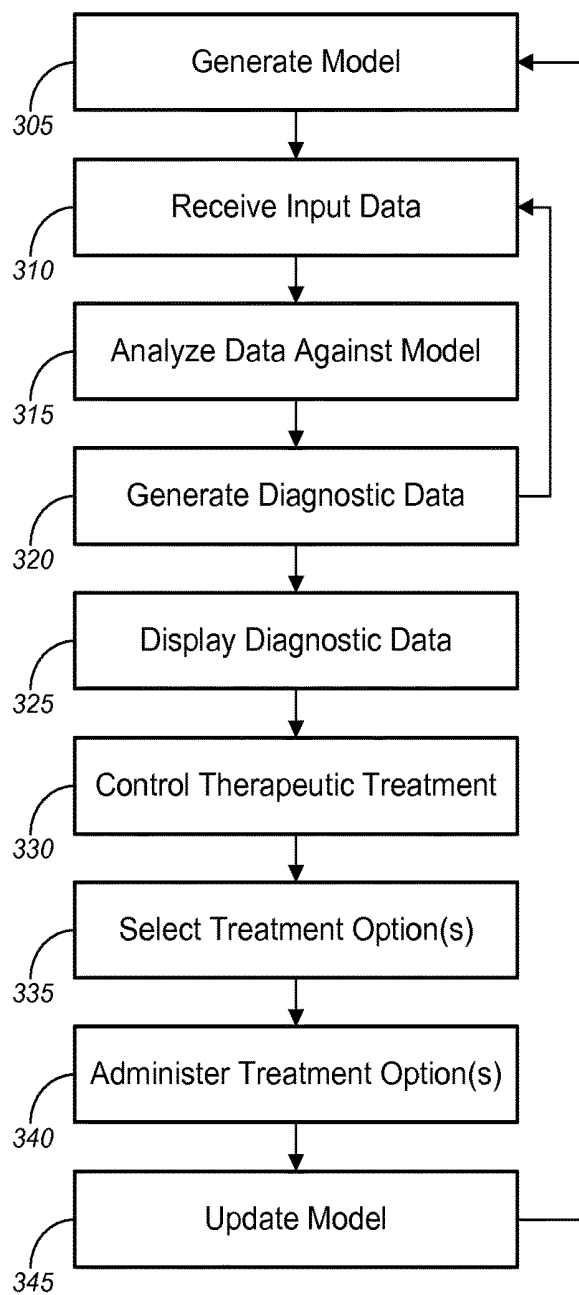 Generate Model
305
Receive Input Data
310
Analyze Data Against Model
315
Generate Diagnostic Data
320
Display Diagnostic Data
325
Control Therapeutic Treatment
330
Select Treatment Option(s)
335
Administer Treatment Option(s)
340
Update Model
345